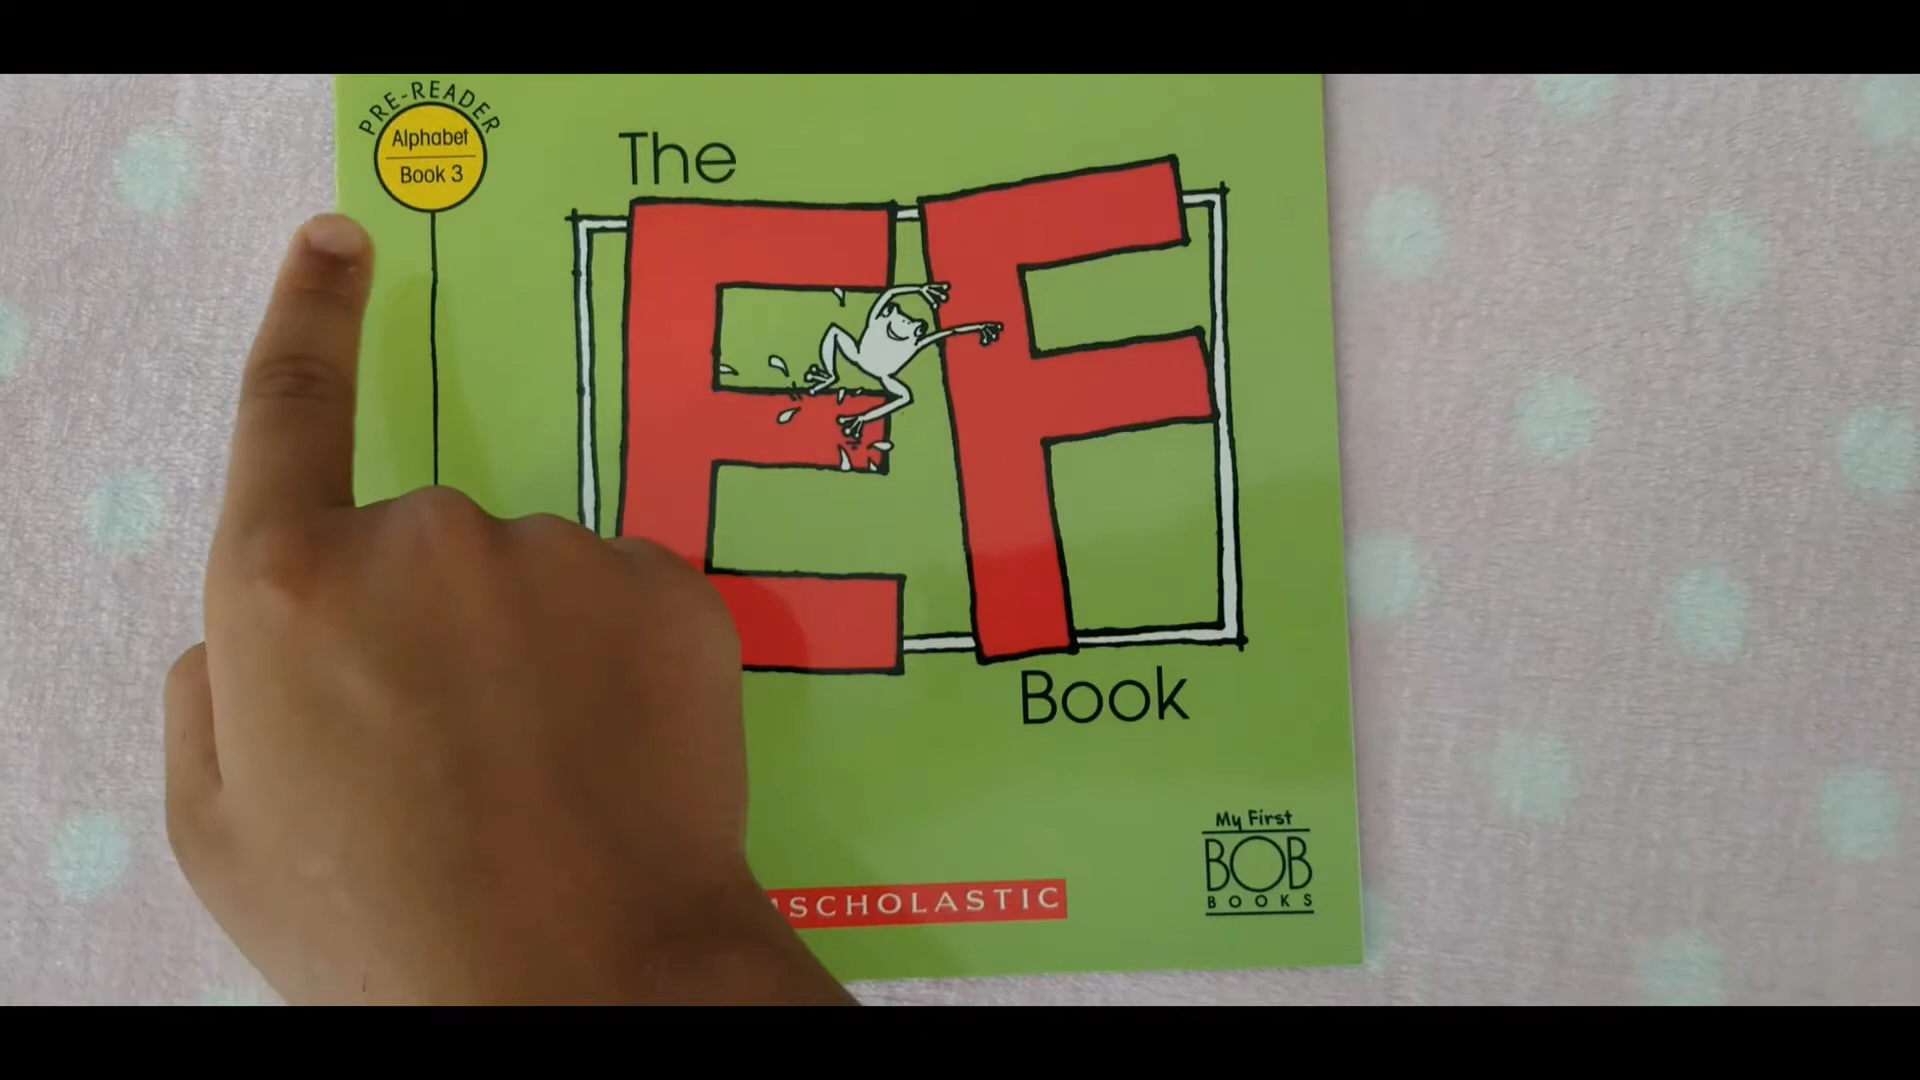 PRE-READER
Alphabet
Book 3
The
EF
Book
My First
BOB
BOOKS
SCHOLASTIC